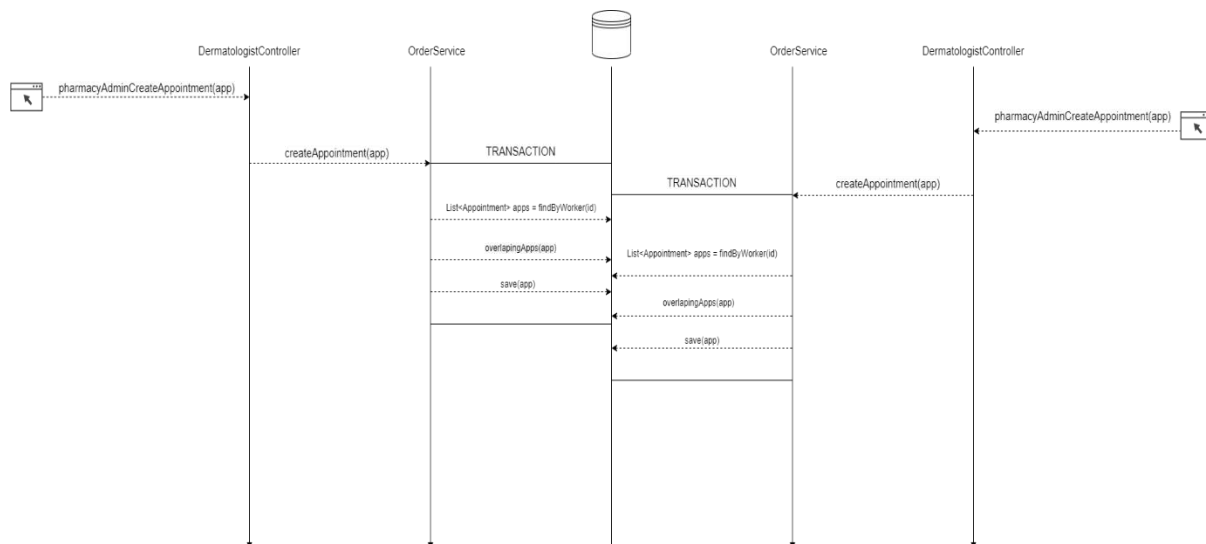 DermatologistController
OrderService
OrderService
DermatologistController
pharmacyAdminCreateAppointment(app)
pharmacyAdminCreateAppointment(app)
createAppointment(app)
TRANSACTION
TRANSACTION
createAppointment(app)
List<Appointment> apps = findByWorker(id)
overlapingApps(app)
List<Appointment> apps = findByWorker(id)
save(app)
overlapingApps(app)
save(app)